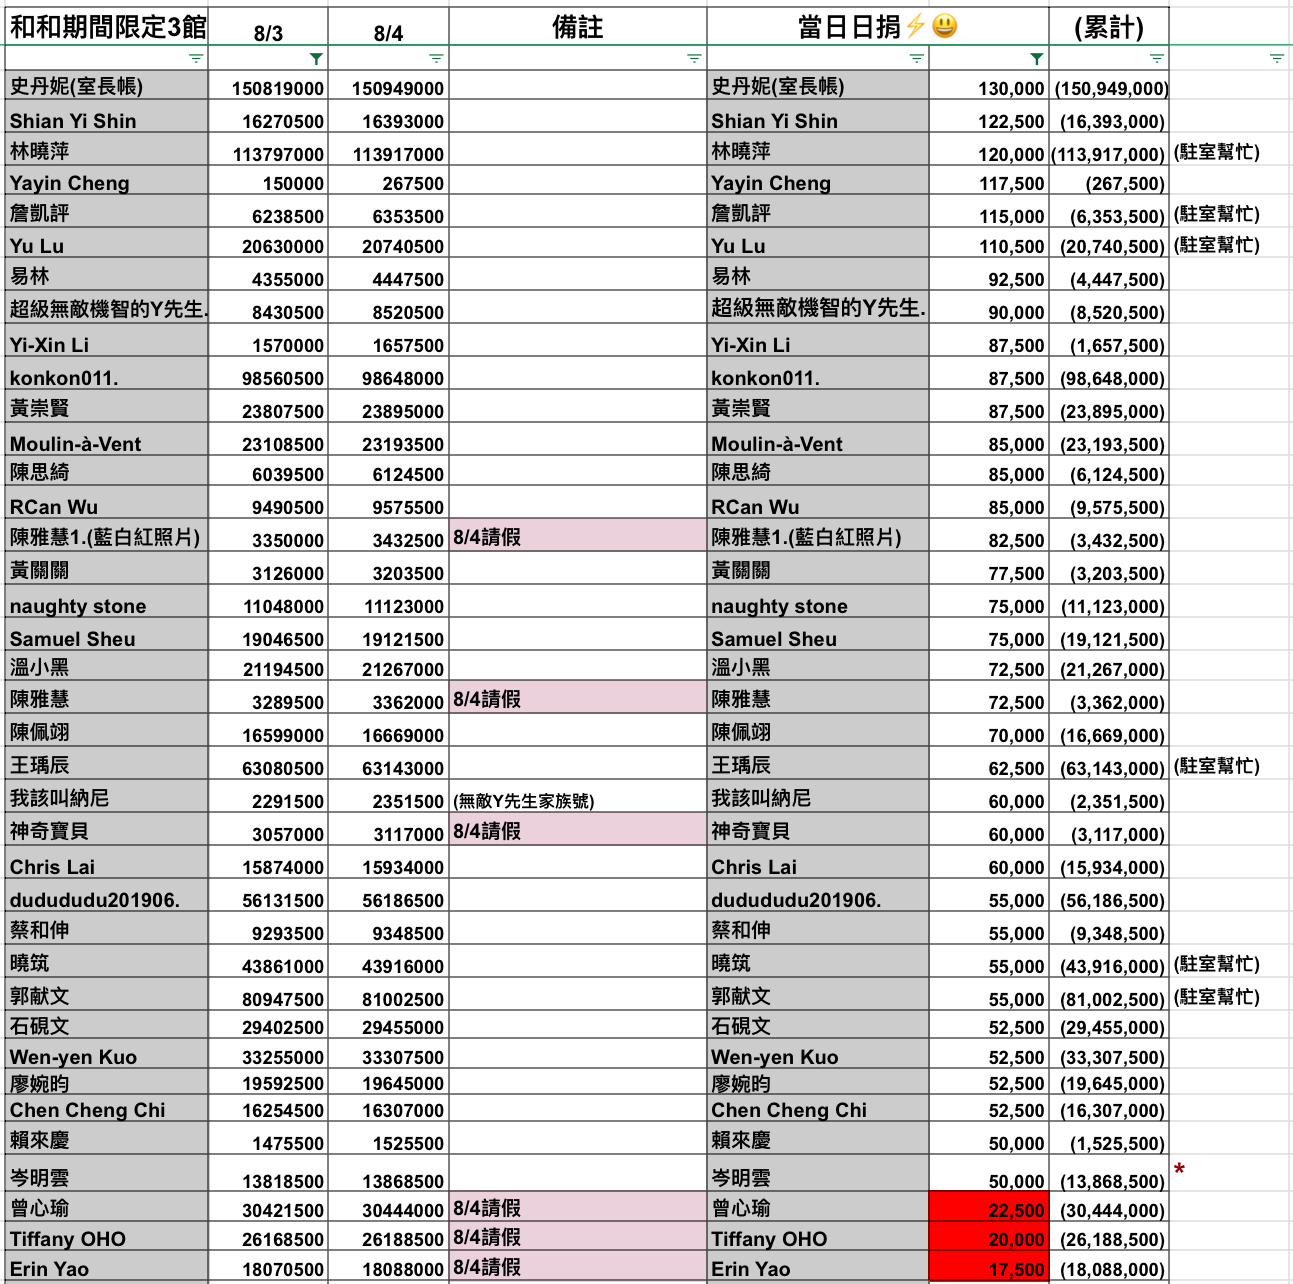 和和期間限定3館 8/3 8/4 備註 當日日捐⚡😃 (累計)
史丹妮(室長帳) 150819000 150949000 史丹妮(室長帳) 130,000 (150,949,000)
Shian Yi Shin 16270500 16393000 Shian Yi Shin 122,500 (16,393,000)
林曉萍 113797000 113917000 林曉萍 120,000 (113,917,000) (駐室幫忙)
Yayin Cheng 150000 267500 Yayin Cheng 117,500 (267,500)
詹凱評 6238500 6353500 詹凱評 115,000 (6,353,500) (駐室幫忙)
Yu Lu 20630000 20740500 Yu Lu 110,500 (20,740,500) (駐室幫忙)
易林 4355000 4447500 易林 92,500 (4,447,500)
超級無敵機智的Y先生. 8430500 8520500 超級無敵機智的Y先生. 90,000 (8,520,500)
Yi-Xin Li 1570000 1657500 Yi-Xin Li 87,500 (1,657,500)
konkon011. 98560500 98648000 konkon011. 87,500 (98,648,000)
黃崇賢 23807500 23895000 黃崇賢 87,500 (23,895,000)
Moulin-à-Vent 23108500 23193500 Moulin-à-Vent 85,000 (23,193,500)
陳思綺 6039500 6124500 陳思綺 85,000 (6,124,500)
RCan Wu 9490500 9575500 RCan Wu 85,000 (9,575,500)
陳雅慧1.(藍白紅照片) 3350000 3432500 8/4請假 陳雅慧1.(藍白紅照片) 82,500 (3,432,500)
黃關關 3126000 3203500 黃關關 77,500 (3,203,500)
naughty stone 11048000 11123000 naughty stone 75,000 (11,123,000)
Samuel Sheu 19046500 19121500 Samuel Sheu 75,000 (19,121,500)
溫小黑 21194500 21267000 溫小黑 72,500 (21,267,000)
陳雅慧 3289500 3362000 8/4請假 陳雅慧 72,500 (3,362,000)
陳佩翊 16599000 16669000 陳佩翊 70,000 (16,669,000)
王瑀辰 63080500 63143000 王瑀辰 62,500 (63,143,000) (駐室幫忙)
我該叫納尼 2291500 2351500 (無敵Y先生家族號) 我該叫納尼 60,000 (2,351,500)
神奇寶貝 3057000 3117000 8/4請假 神奇寶貝 60,000 (3,117,000)
Chris Lai 15874000 15934000 Chris Lai 60,000 (15,934,000)
dudududu201906. 56131500 56186500 dudududu201906. 55,000 (56,186,500)
蔡和伸 9293500 9348500 蔡和伸 55,000 (9,348,500)
曉筑 43861000 43916000 曉筑 55,000 (43,916,000) (駐室幫忙)
郭献文 80947500 81002500 郭献文 55,000 (81,002,500) (駐室幫忙)
石硯文 29402500 29455000 石硯文 52,500 (29,455,000)
Wen-yen Kuo 33255000 33307500 Wen-yen Kuo 52,500 (33,307,500)
廖婉昀 19592500 19645000 廖婉昀 52,500 (19,645,000)
Chen Cheng Chi 16254500 16307000 Chen Cheng Chi 52,500 (16,307,000)
賴來慶 1475500 1525500 賴來慶 50,000 (1,525,500)
岑明雲 13818500 13868500 岑明雲 50,000 (13,868,500) *
曾心瑜 30421500 30444000 8/4請假 曾心瑜 22,500 (30,444,000)
Tiffany OHO 26168500 26188500 8/4請假 Tiffany OHO 20,000 (26,188,500)
Erin Yao 18070500 18088000 8/4請假 Erin Yao 17,500 (18,088,000)